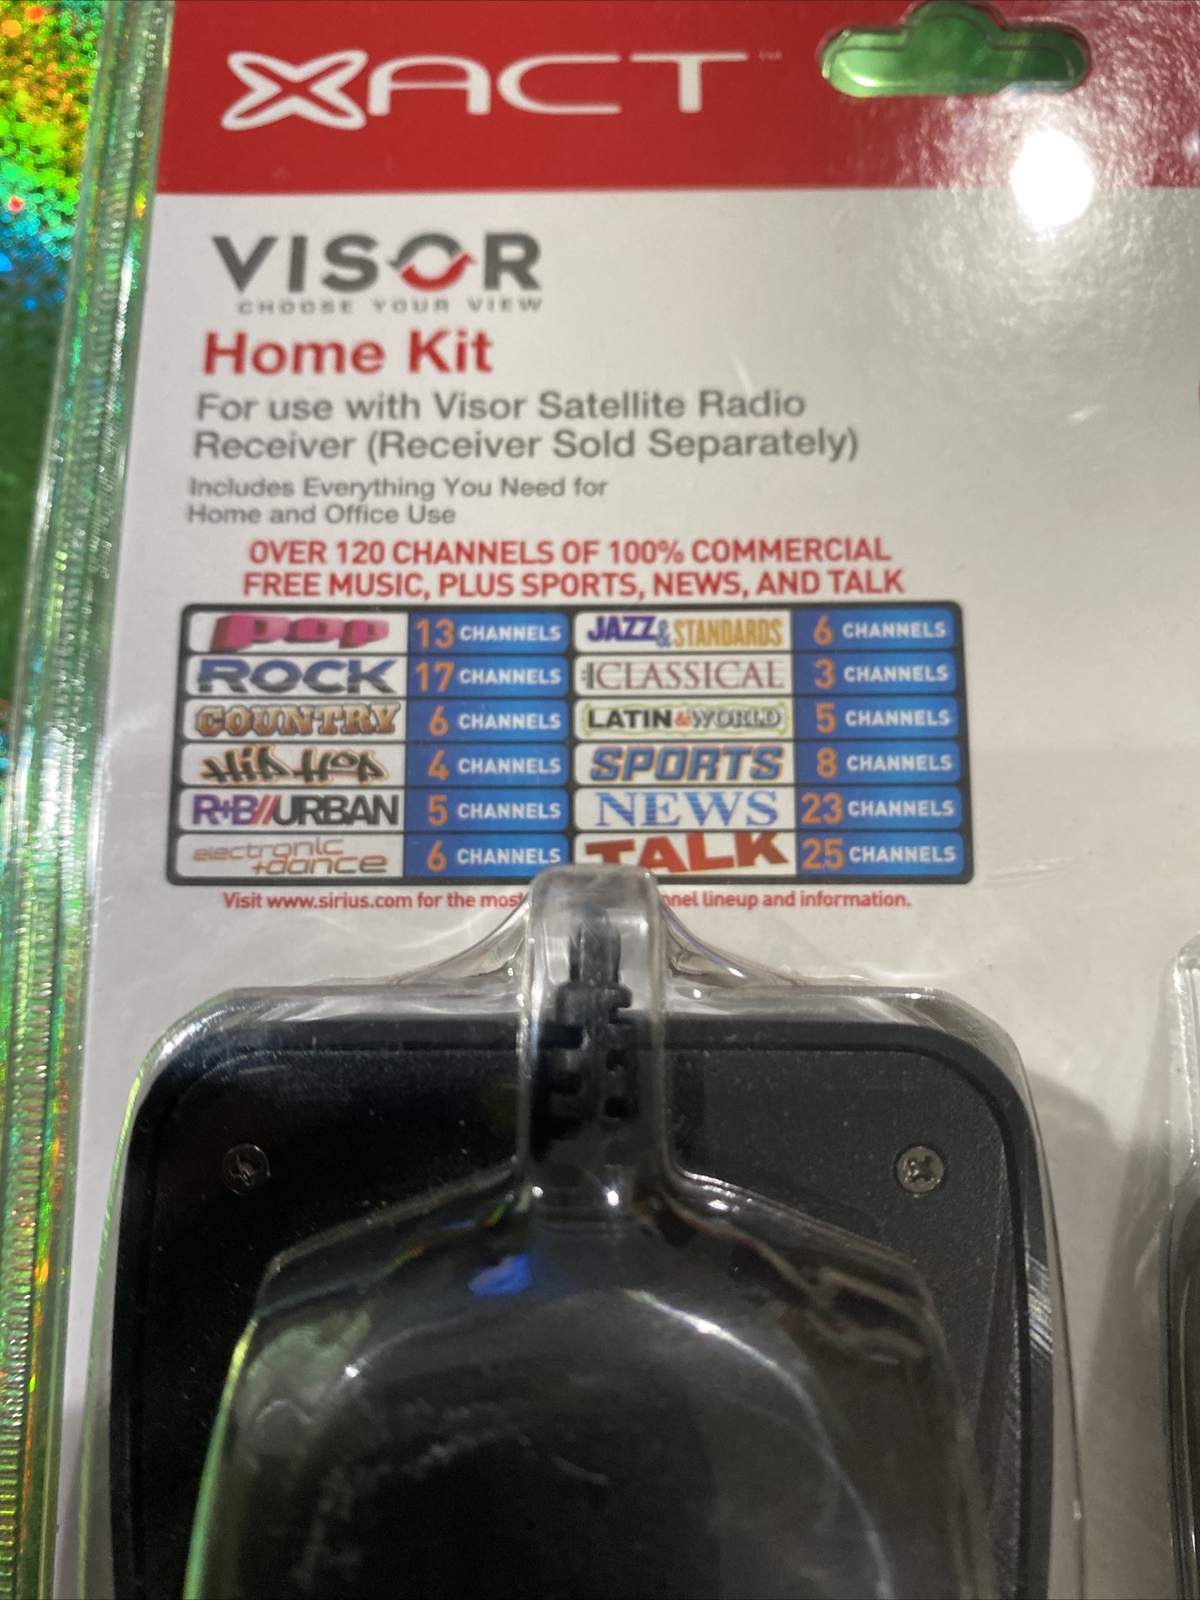 XACT™
VISOR
CHOOSE YOUR VIEW
Home Kit
For use with Visor Satellite Radio
Receiver (Receiver Sold Separately)
Includes Everything You Need for
Home and Office Use
OVER 120 CHANNELS OF 100% COMMERCIAL
FREE MUSIC, PLUS SPORTS, NEWS, AND TALK
pop 13 CHANNELS JAZZ & STANDARDS 6 CHANNELS
ROCK 17 CHANNELS CLASSICAL 3 CHANNELS
COUNTRY 6 CHANNELS LATIN & WORLD 5 CHANNELS
HIP HOP 4 CHANNELS SPORTS 8 CHANNELS
R+B//URBAN 5 CHANNELS NEWS 23 CHANNELS
electronic +dance 6 CHANNELS TALK 25 CHANNELS
Visit www.sirius.com for the most lineup and information.